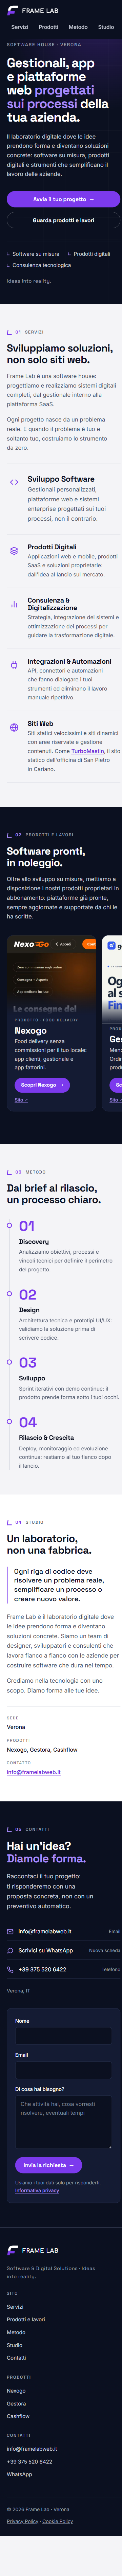 FRAME LAB
Servizi Prodotti Metodo Studio
SOFTWARE HOUSE · VERONA
Gestionali, app
e piattaforme
web progettati
sui processi della
tua azienda.
Il laboratorio digitale dove le idee
prendono forma e diventano soluzioni
concrete: software su misura, prodotti
digitali e strumenti che semplificano il
lavoro delle aziende.
Avvia il tuo progetto →
Guarda prodotti e lavori
Software su misura Prodotti digitali
Consulenza tecnologica
Ideas into reality.
01 SERVIZI
Sviluppiamo soluzioni,
non solo siti web.
Frame Lab è una software house:
progettiamo e realizziamo sistemi digitali
completi, dal gestionale interno alla
piattaforma SaaS.
Ogni progetto nasce da un problema
reale. E quando il problema è tuo e
soltanto tuo, costruiamo lo strumento
da zero.
Sviluppo Software
Gestionali personalizzati,
piattaforme web e sistemi
enterprise progettati sui tuoi
processi, non il contrario.
Prodotti Digitali
Applicazioni web e mobile, prodotti
SaaS e soluzioni proprietarie:
dall'idea al lancio sul mercato.
Consulenza &
Digitalizzazione
Strategia, integrazione dei sistemi e
ottimizzazione dei processi per
guidare la trasformazione digitale.
Integrazioni & Automazioni
API, connettori e automazioni
che fanno dialogare i tuoi
strumenti ed eliminano il lavoro
manuale ripetitivo.
Siti Web
Siti statici velocissimi e siti dinamici
con aree riservate e gestione
contenuti. Come TurboMastin, il sito
statico dell'officina di San Pietro
in Cariano.
02 PRODOTTI E LAVORI
Software pronti,
in noleggio.
Oltre allo sviluppo su misura, mettiamo a
disposizione i nostri prodotti proprietari in
abbonamento: piattaforme già pronte,
sempre aggiornate e supportate da chi le
ha scritte.
NexoGo Accedi
Le consegne del
PRODOTTO · FOOD DELIVERY
Nexogo
Food delivery senza
commissioni per il tuo locale:
app clienti, gestionale e
app fattorini.
Scopri Nexogo →
Sito ↗
03 METODO
Dal brief al rilascio,
un processo chiaro.
01
Discovery
Analizziamo obiettivi, processi e
vincoli tecnici per definire il perimetro
del progetto.
02
Design
Architettura tecnica e prototipi UI/UX:
validiamo la soluzione prima di
scrivere codice.
03
Sviluppo
Sprint iterativi con demo continue: il
prodotto prende forma sotto i tuoi occhi.
04
Rilascio & Crescita
Deploy, monitoraggio ed evoluzione
continua: restiamo al tuo fianco dopo
il lancio.
04 STUDIO
Un laboratorio,
non una fabbrica.
Ogni riga di codice deve
risolvere un problema reale,
semplificare un processo o
creare nuovo valore.
Frame Lab è il laboratorio digitale dove
le idee prendono forma e diventano
soluzioni concrete. Siamo un team di
designer, sviluppatori e consulenti che
lavora fianco a fianco con le aziende per
costruire software che dura nel tempo.
Crediamo nella tecnologia con uno
scopo. Diamo forma alle tue idee.
SEDE
Verona
PRODOTTI
Nexogo, Gestora, Cashflow
CONTATTO
info@framelabweb.it
05 CONTATTI
Hai un'idea?
Diamole forma.
Raccontaci il tuo progetto:
ti risponderemo con una
proposta concreta, non con un
preventivo automatico.
info@framelabweb.it Email
Scrivici su WhatsApp Nuova scheda
+39 375 520 6422 Telefono
Verona, IT
Nome
Email
Di cosa hai bisogno?
Che attività hai, cosa vorresti
risolvere, eventuali tempi
Invia la richiesta →
Usiamo i tuoi dati solo per risponderti.
Informativa privacy
FRAME LAB
Software & Digital Solutions · Ideas
into reality.
SITO
Servizi
Prodotti e lavori
Metodo
Studio
Contatti
PRODOTTI
Nexogo
Gestora
Cashflow
CONTATTI
info@framelabweb.it
+39 375 520 6422
WhatsApp
© 2026 Frame Lab · Verona
Privacy Policy · Cookie Policy